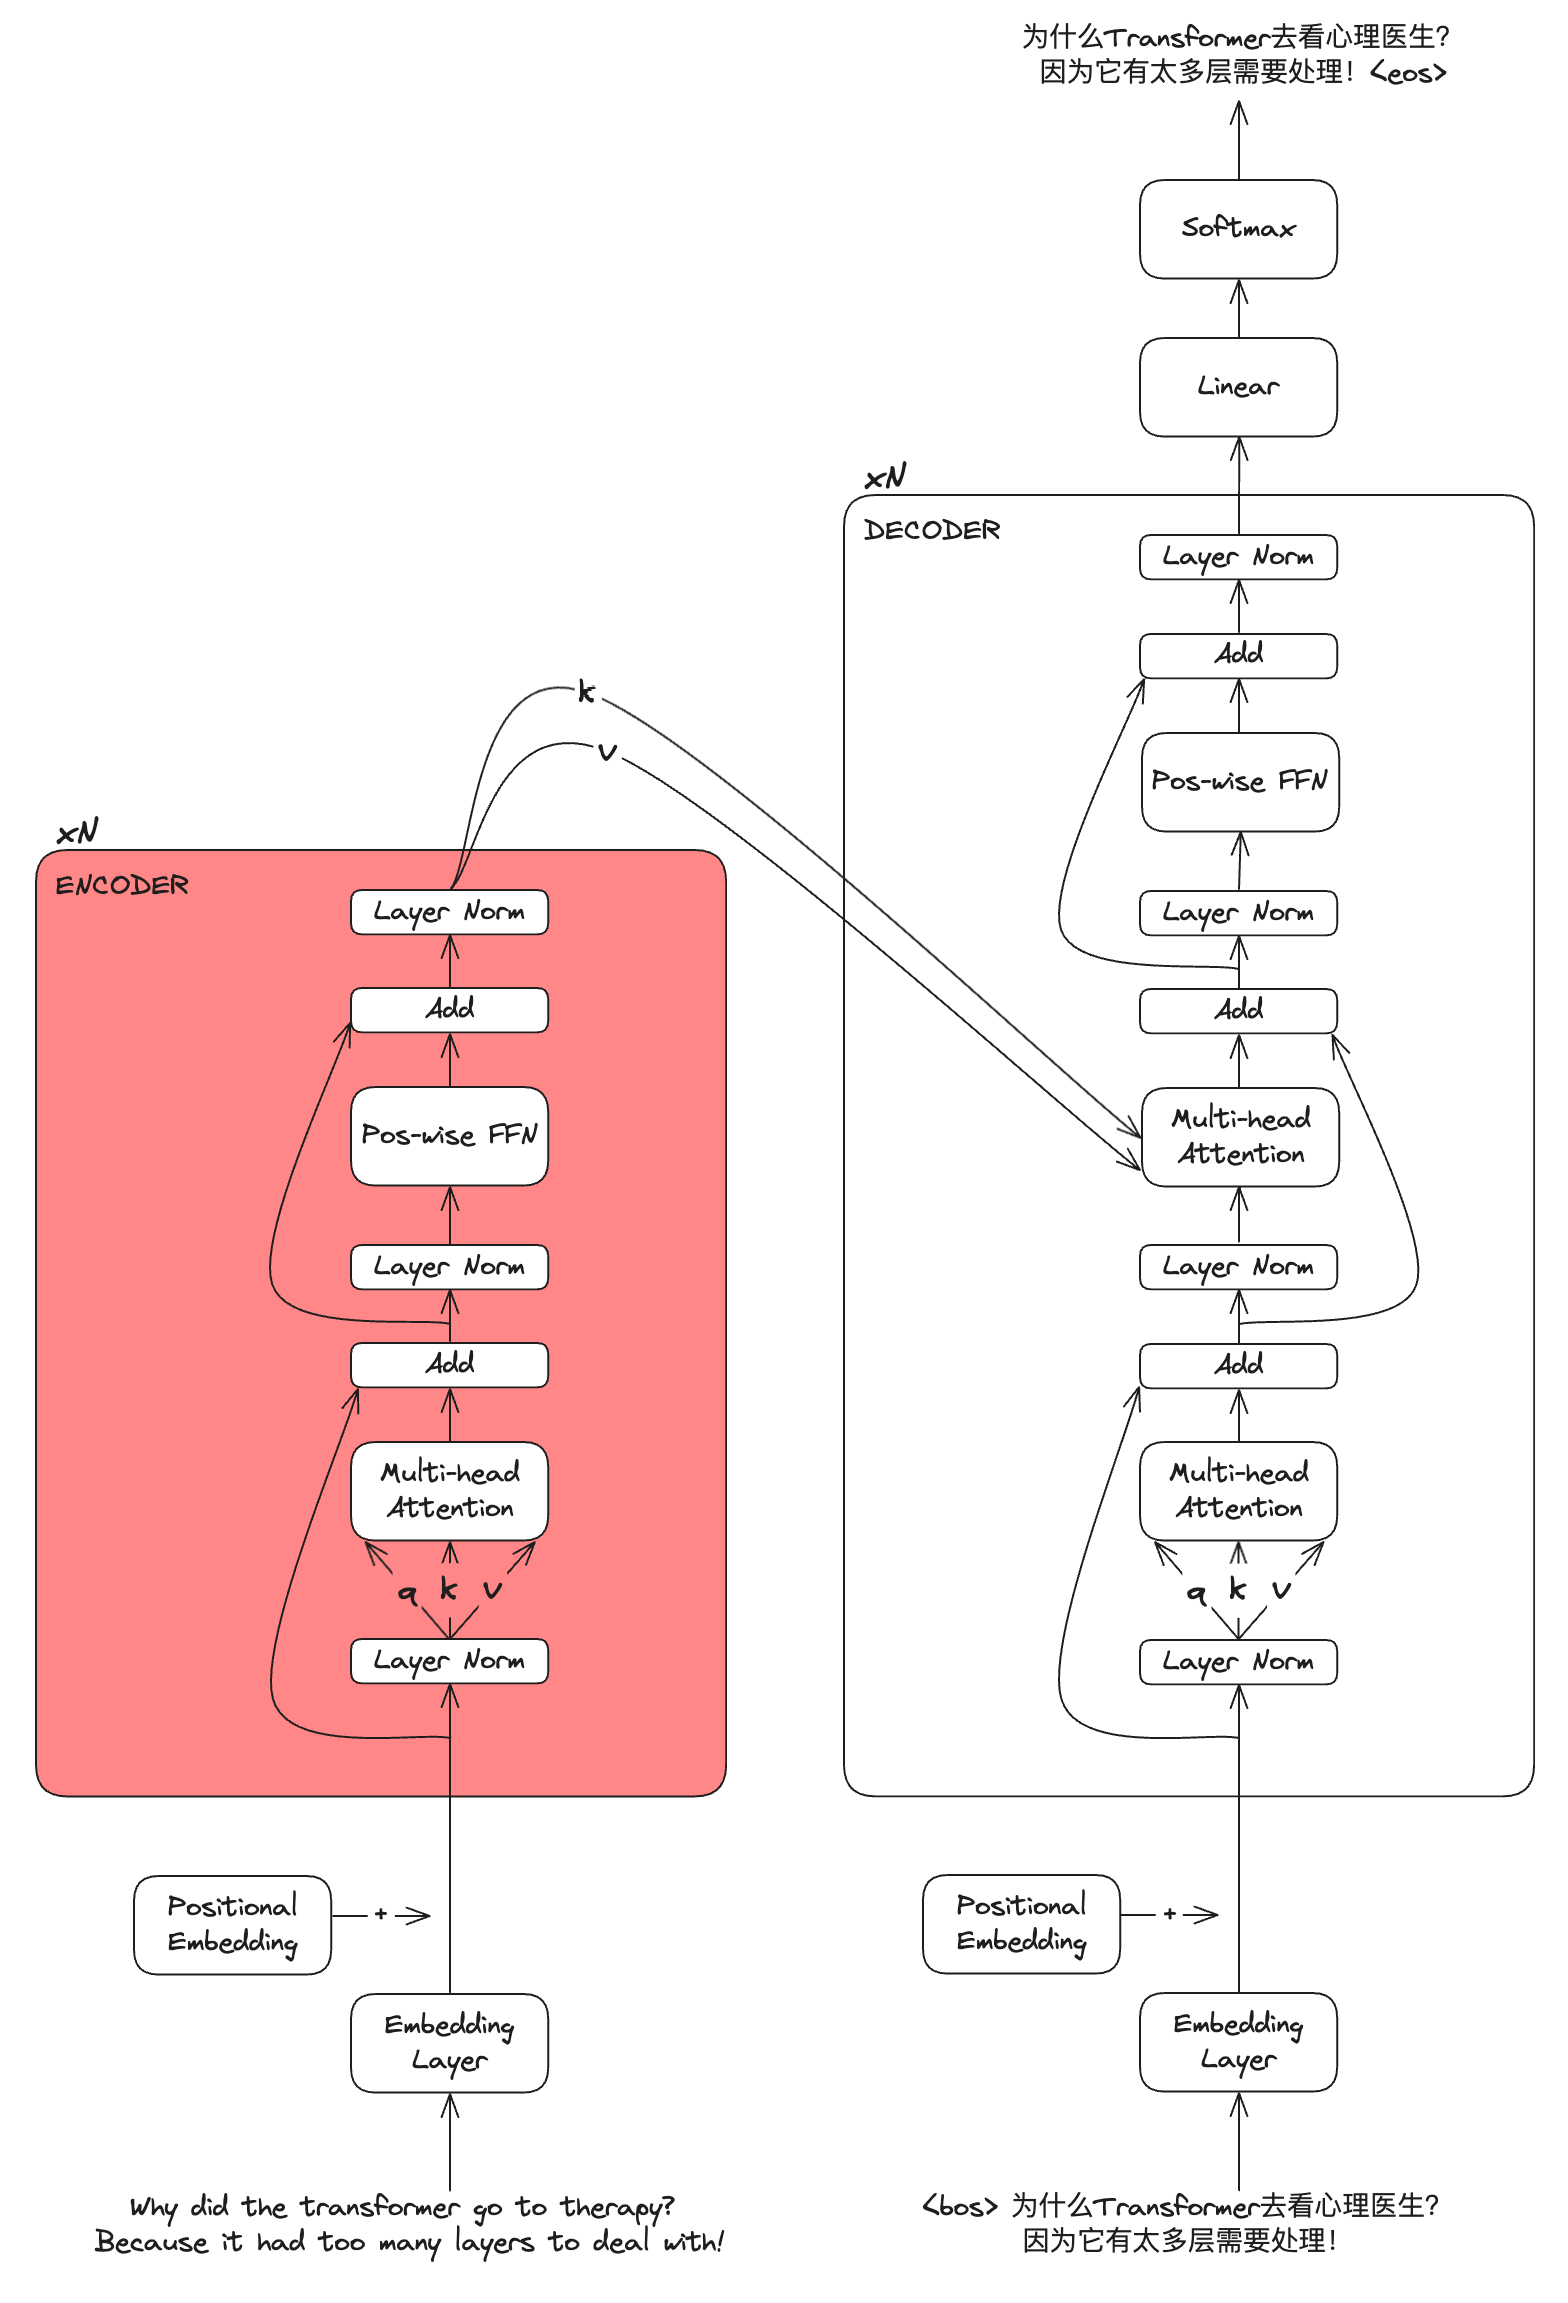 为什么Transformer去看心理医生?
因为它有太多层需要处理! <eos>
Softmax
Linear
xN
DECODER
Layer Norm
Add
Pos-wise FFN
Layer Norm
Add
Multi-head
Attention
Layer Norm
Add
Multi-head
Attention
q k v
Layer Norm
k
v
xN
ENCODER
Layer Norm
Add
Pos-wise FFN
Layer Norm
Add
Multi-head
Attention
q k v
Layer Norm
Positional
Embedding
+
Embedding
Layer
Why did the transformer go to therapy?
Because it had too many layers to deal with!
Positional
Embedding
+
Embedding
Layer
<bos> 为什么Transformer去看心理医生?
因为它有太多层需要处理!